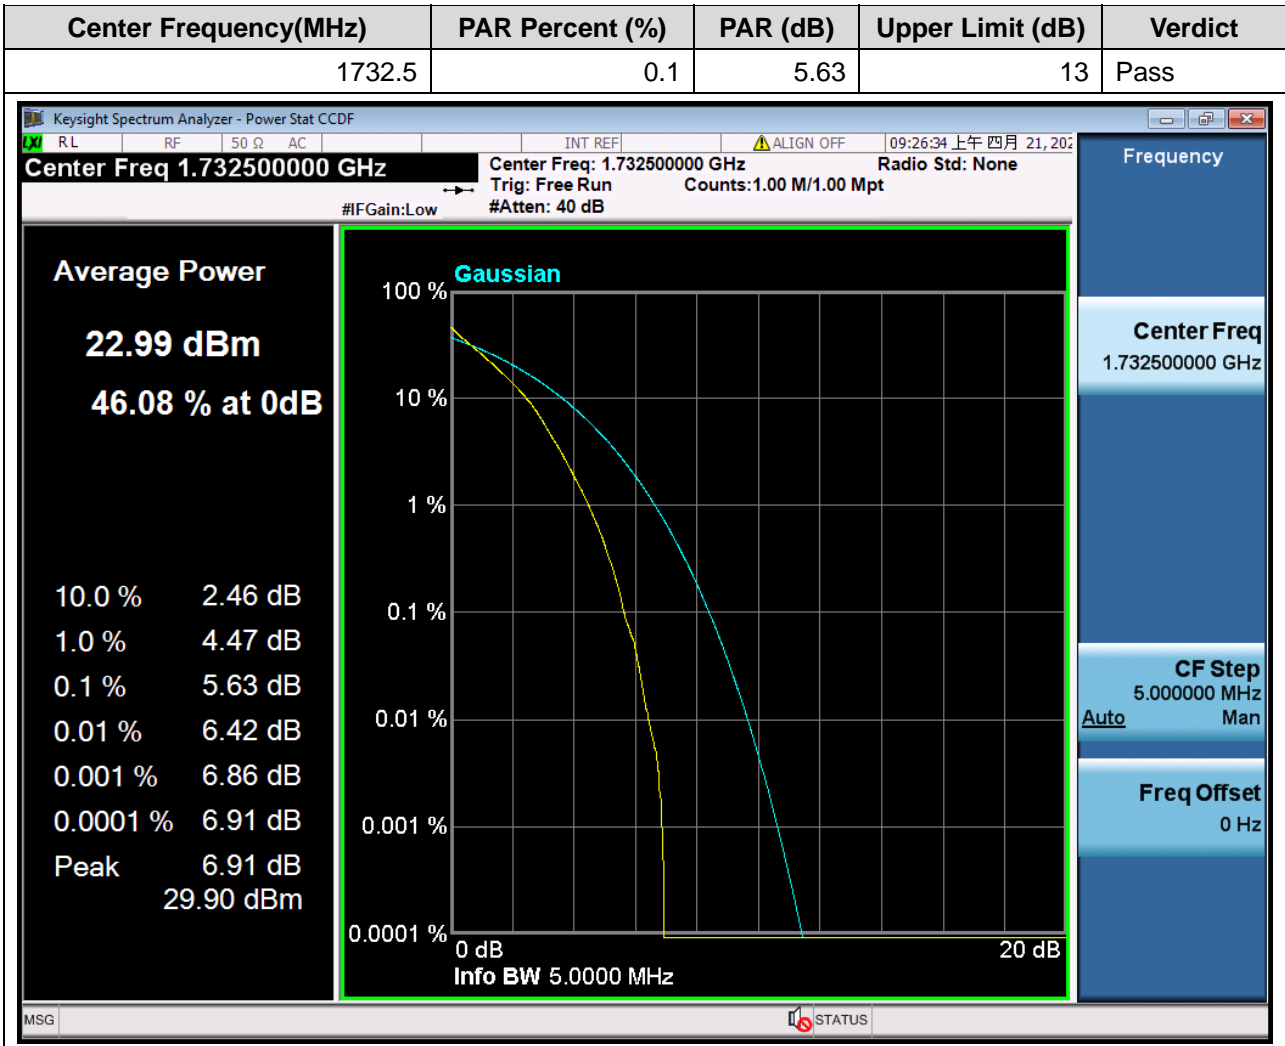 Center Frequency(MHz) PAR Percent (%) PAR (dB) Upper Limit (dB) Verdict
1732.5 0.1 5.63 13 Pass
Keysight Spectrum Analyzer - Power Stat CCDF
LXI RL RF 50 Ω AC INT REF ALIGN OFF 09:26:34 上午 四月 21, 202
Center Freq 1.732500000 GHz
Center Freq: 1.732500000 GHz Radio Std: None
Trig: Free Run Counts:1.00 M/1.00 Mpt
#IFGain:Low #Atten: 40 dB
Average Power
22.99 dBm
46.08 % at 0dB
10.0 % 2.46 dB
1.0 % 4.47 dB
0.1 % 5.63 dB
0.01 % 6.42 dB
0.001 % 6.86 dB
0.0001 % 6.91 dB
Peak 6.91 dB
29.90 dBm
Gaussian
100 %
10 %
1 %
0.1 %
0.01 %
0.001 %
0.0001 %
0 dB 20 dB
Info BW 5.0000 MHz
Frequency
Center Freq
1.732500000 GHz
CF Step
5.000000 MHz
Auto Man
Freq Offset
0 Hz
MSG STATUS